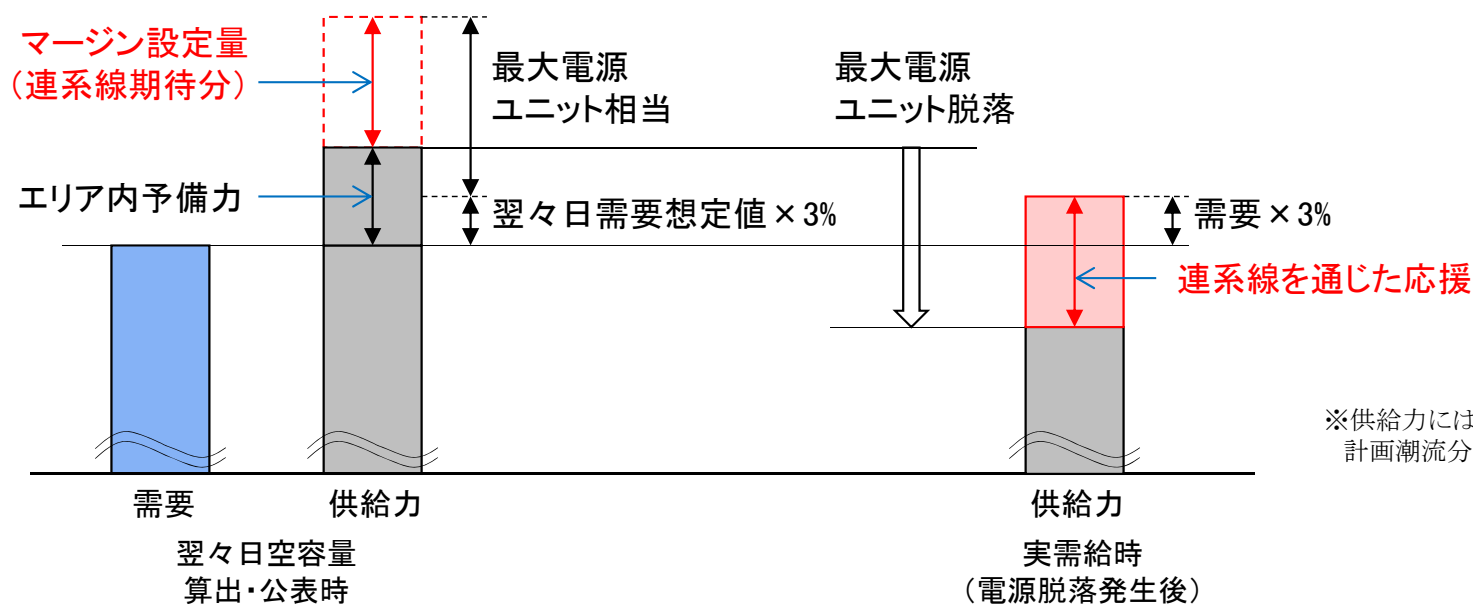 マージン設定量
（連系線期待分）
最大電源
ユニット相当
最大電源
ユニット脱落
エリア内予備力
翌々日需要想定値×3%
需要×3%
連系線を通じた応援
※供給力には
計画潮流分
需要
供給力
供給力
翌々日空容量
算出・公表時
実需給時
（電源脱落発生後）